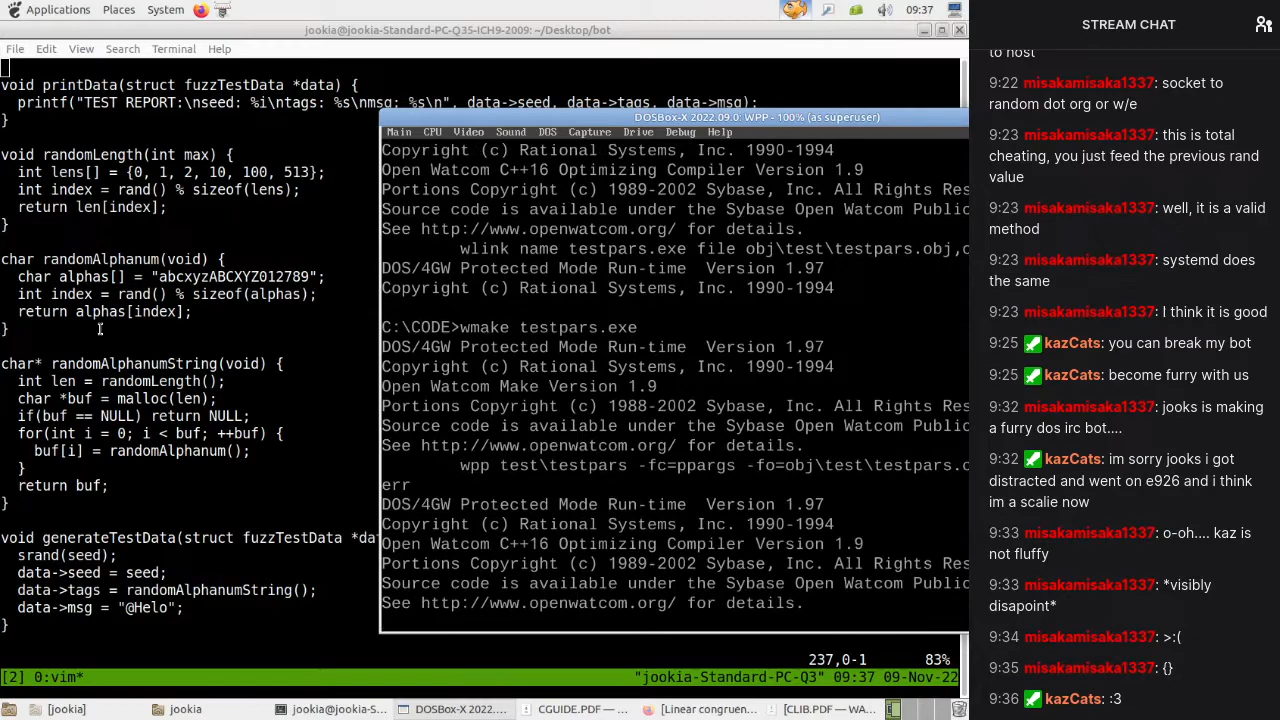 Applications Places System 09:37
jookia@jookia-Standard-PC-Q35-ICH9-2009: ~/Desktop/bot
File Edit View Search Terminal Help
void printData(struct fuzzTestData *data) {
printf("TEST REPORT:\nseed: %i\ntags: %s\nmsg: %s\n", data->seed, data->tags, data->msg);
}
void randomLength(int max) {
int lens[] = {0, 1, 2, 10, 100, 513};
int index = rand() % sizeof(lens);
return len[index];
}
char randomAlphanum(void) {
char alphas[] = "abcxyzABCXYZ012789";
int index = rand() % sizeof(alphas);
return alphas[index];
}
char* randomAlphanumString(void) {
int len = randomLength();
char *buf = malloc(len);
if(buf == NULL) return NULL;
for(int i = 0; i < buf; ++buf) {
buf[i] = randomAlphanum();
}
return buf;
}
void generateTestData(struct fuzzTestData *dat
srand(seed);
data->seed = seed;
data->tags = randomAlphanumString();
data->msg = "@Helo";
}
237,0-1 83%
[2] 0:vim* "jookia-Standard-PC-Q3" 09:37 09-Nov-22
DOSBox-X 2022.09.0: WPP - 100% (as superuser)
Main CPU Video Sound DOS Capture Drive Debug Help
Copyright (c) Rational Systems, Inc. 1990-1994
Open Watcom C++16 Optimizing Compiler Version 1.9
Portions Copyright (c) 1989-2002 Sybase, Inc. All Rights Res
Source code is available under the Sybase Open Watcom Public
See http://www.openwatcom.org/ for details.
wlink name testpars.exe file obj\test\testpars.obj,o
DOS/4GW Protected Mode Run-time Version 1.97
Copyright (c) Rational Systems, Inc. 1990-1994
C:\CODE>wmake testpars.exe
DOS/4GW Protected Mode Run-time Version 1.97
Copyright (c) Rational Systems, Inc. 1990-1994
Open Watcom Make Version 1.9
Portions Copyright (c) 1988-2002 Sybase, Inc. All Rights Res
Source code is available under the Sybase Open Watcom Public
See http://www.openwatcom.org/ for details.
wpp test\testpars -fc=ppargs -fo=obj\test\testpars.o
err
DOS/4GW Protected Mode Run-time Version 1.97
Copyright (c) Rational Systems, Inc. 1990-1994
Open Watcom C++16 Optimizing Compiler Version 1.9
Portions Copyright (c) 1989-2002 Sybase, Inc. All Rights Res
Source code is available under the Sybase Open Watcom Public
See http://www.openwatcom.org/ for details.
[jookia] jookia jookia@jookia-S... DOSBox-X 2022.... CGUIDE.PDF — ... [Linear congruen... [CLIB.PDF — WA...
STREAM CHAT
to host
9:22 misakamisaka1337: socket to
random dot org or w/e
9:23 misakamisaka1337: this is total
cheating, you just feed the previous rand
value
9:23 misakamisaka1337: well, it is a valid
method
9:23 misakamisaka1337: systemd does
the same
9:23 misakamisaka1337: I think it is good
9:25 kazCats: you can break my bot
9:25 kazCats: become furry with us
9:32 misakamisaka1337: jooks is making
a furry dos irc bot....
9:32 kazCats: im sorry jooks i got
distracted and went on e926 and i think
im a scalie now
9:33 misakamisaka1337: o-oh.... kaz is
not fluffy
9:33 misakamisaka1337: *visibly
disapoint*
9:34 misakamisaka1337: >:(
9:35 misakamisaka1337: {}
9:36 kazCats: :3